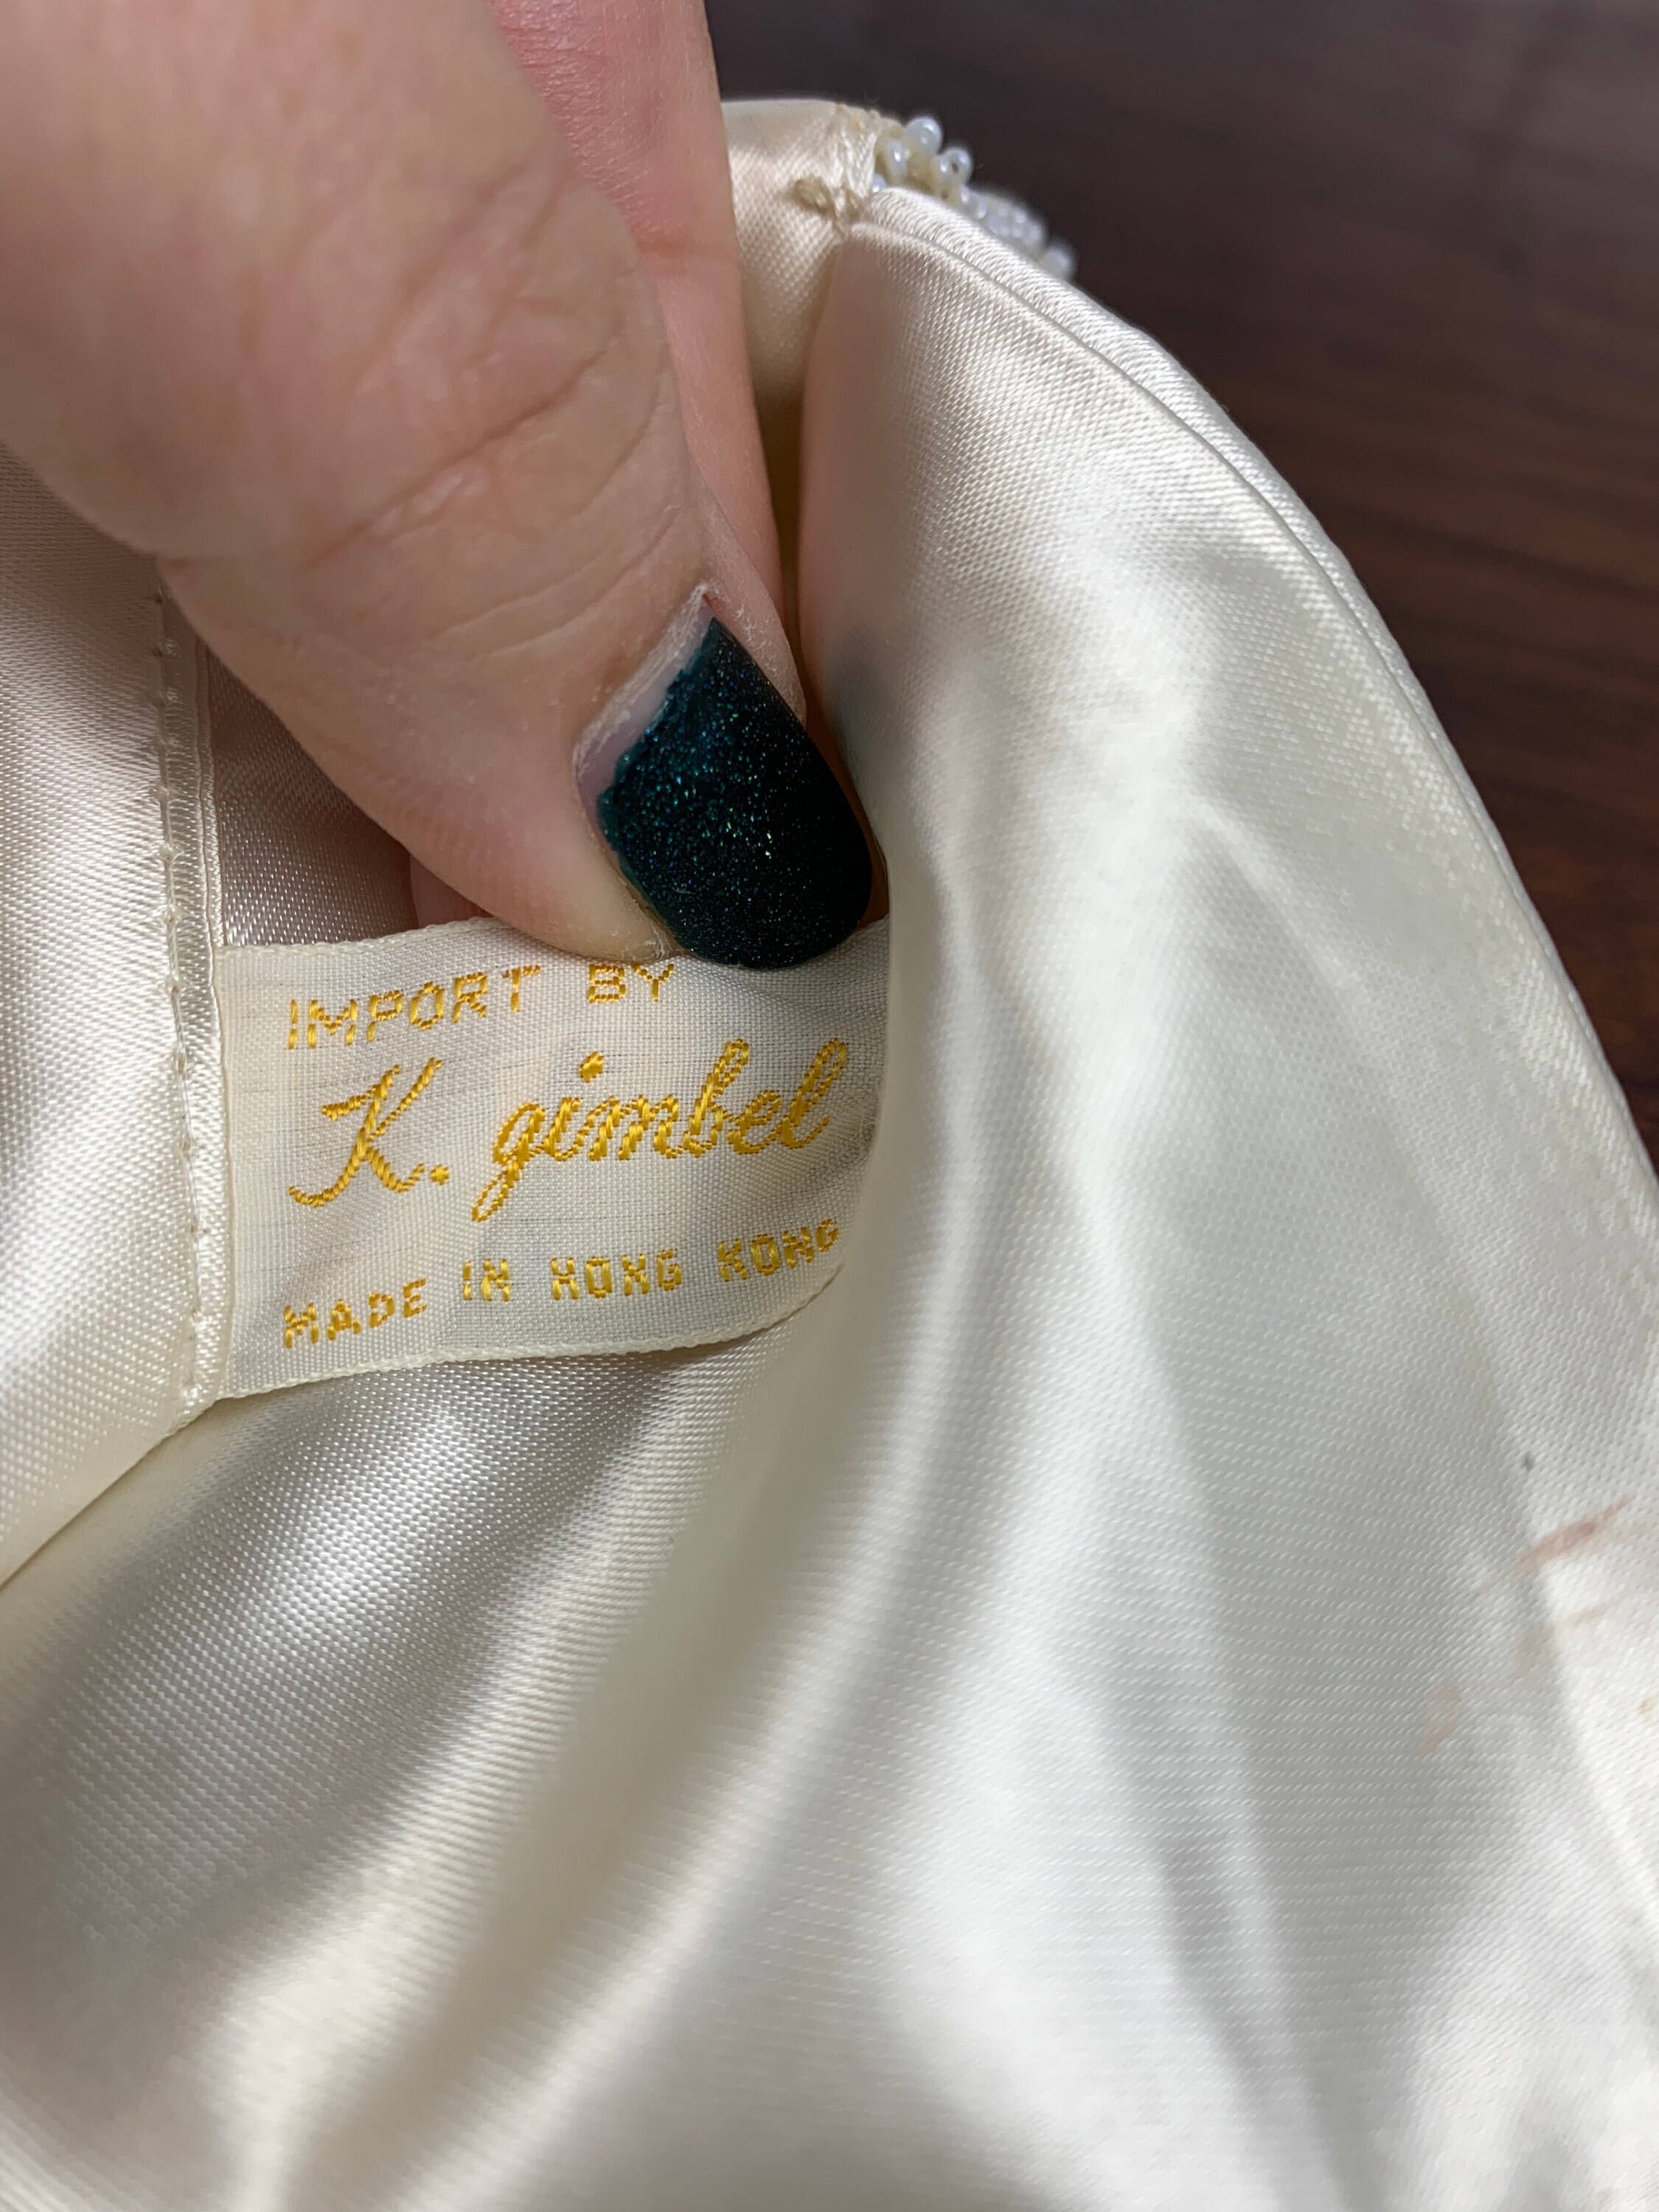 IMPORT BY
K. gimbel
MADE IN HONG KONG